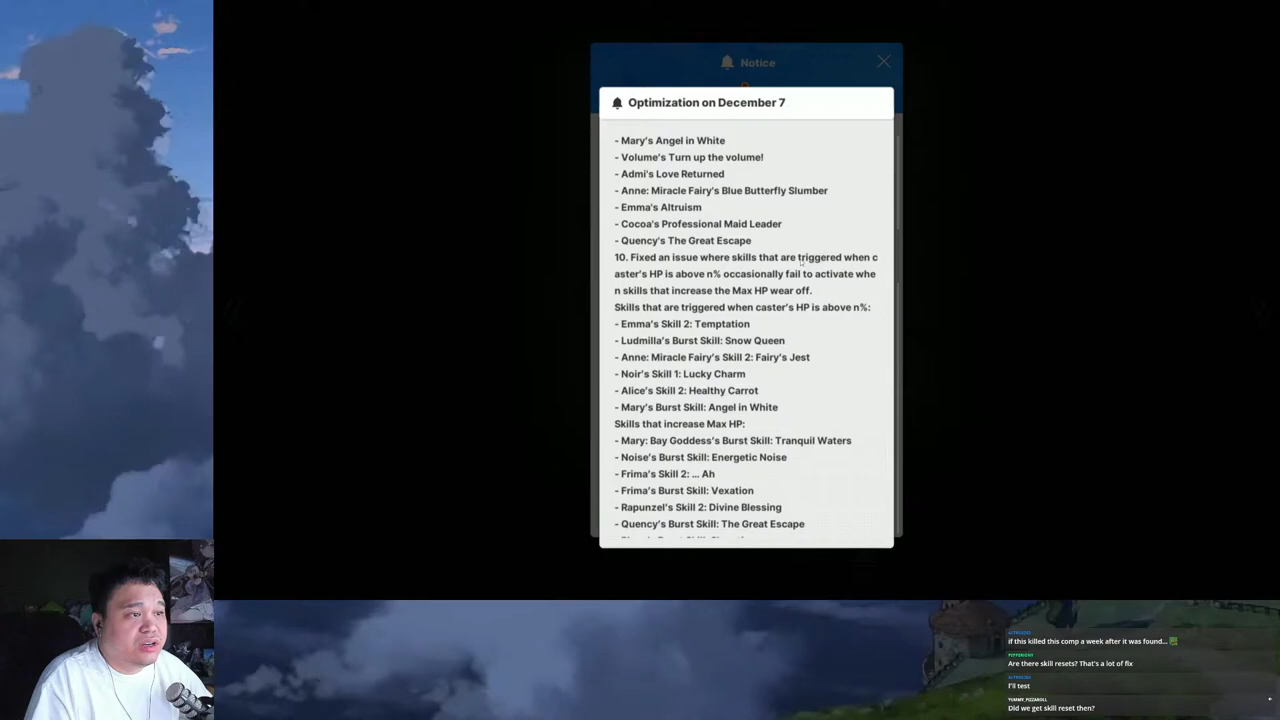 Notice
Optimization on December 7
- Mary's Angel in White
- Volume's Turn up the volume!
- Admi's Love Returned
- Anne: Miracle Fairy's Blue Butterfly Slumber
- Emma's Altruism
- Cocoa's Professional Maid Leader
- Quency's The Great Escape
10. Fixed an issue where skills that are triggered when c
aster's HP is above n% occasionally fail to activate whe
n skills that increase the Max HP wear off.
Skills that are triggered when caster's HP is above n%:
- Emma's Skill 2: Temptation
- Ludmilla's Burst Skill: Snow Queen
- Anne: Miracle Fairy's Skill 2: Fairy's Jest
- Noir's Skill 1: Lucky Charm
- Alice's Skill 2: Healthy Carrot
- Mary's Burst Skill: Angel in White
Skills that increase Max HP:
- Mary: Bay Goddess's Burst Skill: Tranquil Waters
- Noise's Burst Skill: Energetic Noise
- Frima's Skill 2: ... Ah
- Frima's Burst Skill: Vexation
- Rapunzel's Skill 2: Divine Blessing
- Quency's Burst Skill: The Great Escape
if this killed this comp a week after it was found...
Are there skill resets? That's a lot of fix
I'll test
YUMMY_PIZZAROLL
Did we get skill reset then?